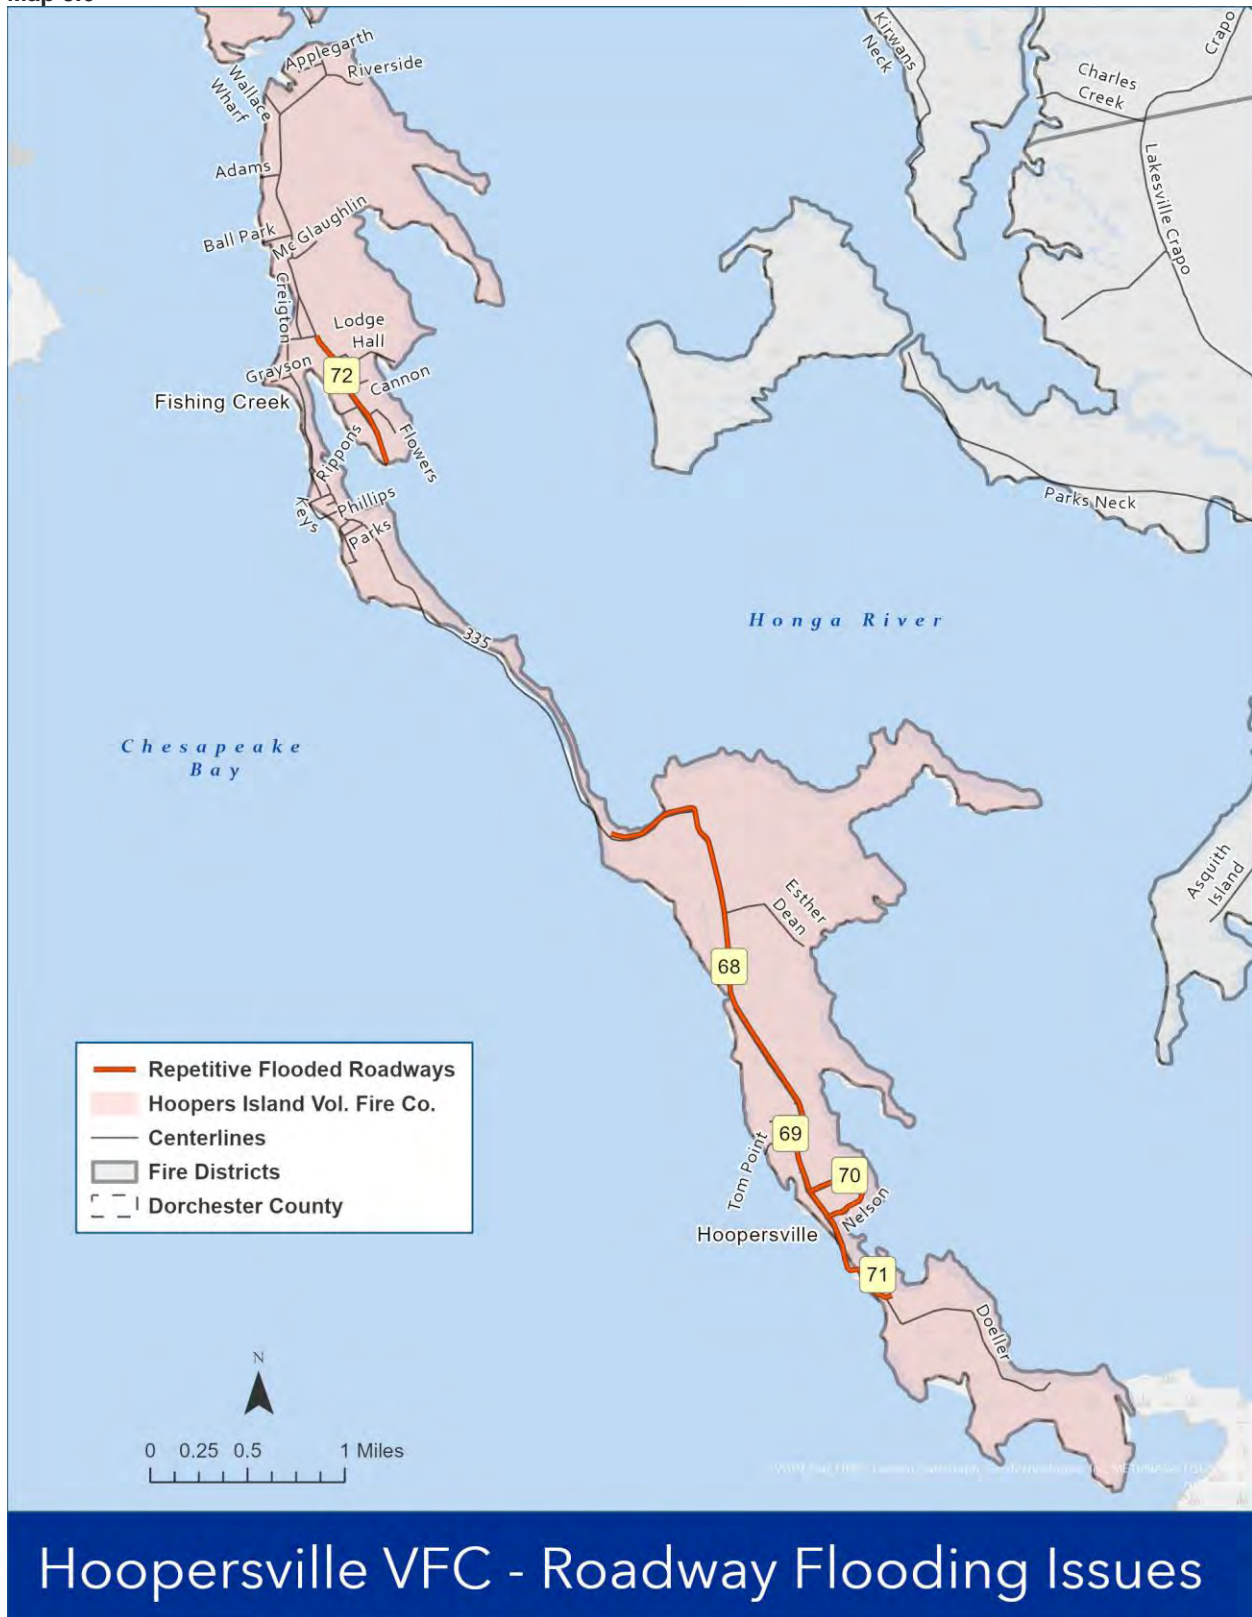 Kirwans
Neck
Crapo
Applegarth
Riverside
Wallace
Wharf
Charles
Creek
Lakesville Crapo
Adams
Ball Park
McGlaughlin
Creigton
Lodge
Hall
Grayson
72
Cannon
Fishing Creek
Rippons
Flowers
Keys
Phillips
Parks
Parks Neck
335
Honga River
Chesapeake
Bay
Asquith
Island
Esther
Dean
68
69
Tom Point
70
Nelson
Hoopersville
71
Doeller
Repetitive Flooded Roadways
Hoopers Island Vol. Fire Co.
Centerlines
Fire Districts
Dorchester County
N
0 0.25 0.5 1 Miles
Hoopersville VFC - Roadway Flooding Issues